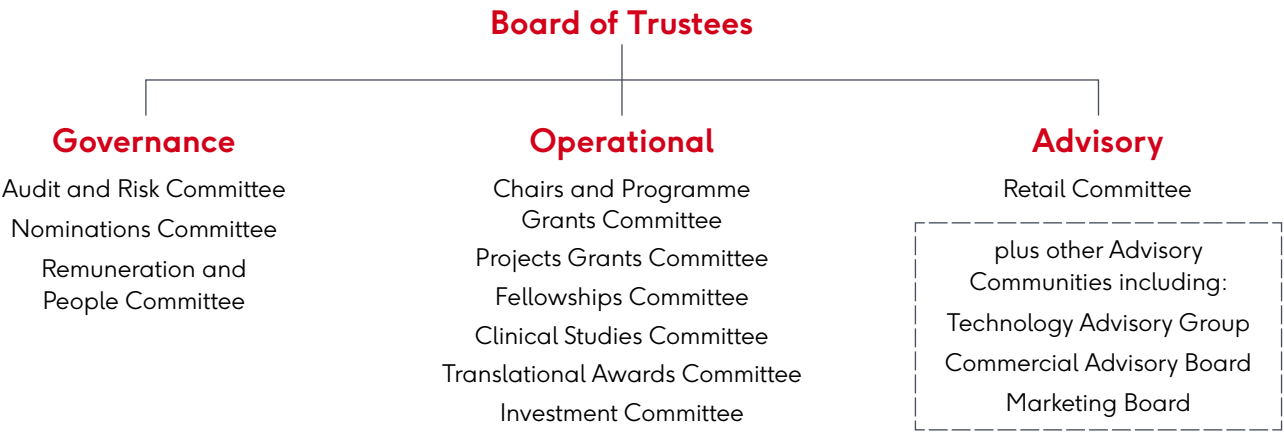 Board of Trustees
Governance
Audit and Risk Committee
Nominations Committee
Remuneration and
People Committee
Operational
Chairs and Programme
Grants Committee
Projects Grants Committee
Fellowships Committee
Clinical Studies Committee
Translational Awards Committee
Investment Committee
Advisory
Retail Committee
plus other Advisory
Communities including:
Technology Advisory Group
Commercial Advisory Board
Marketing Board